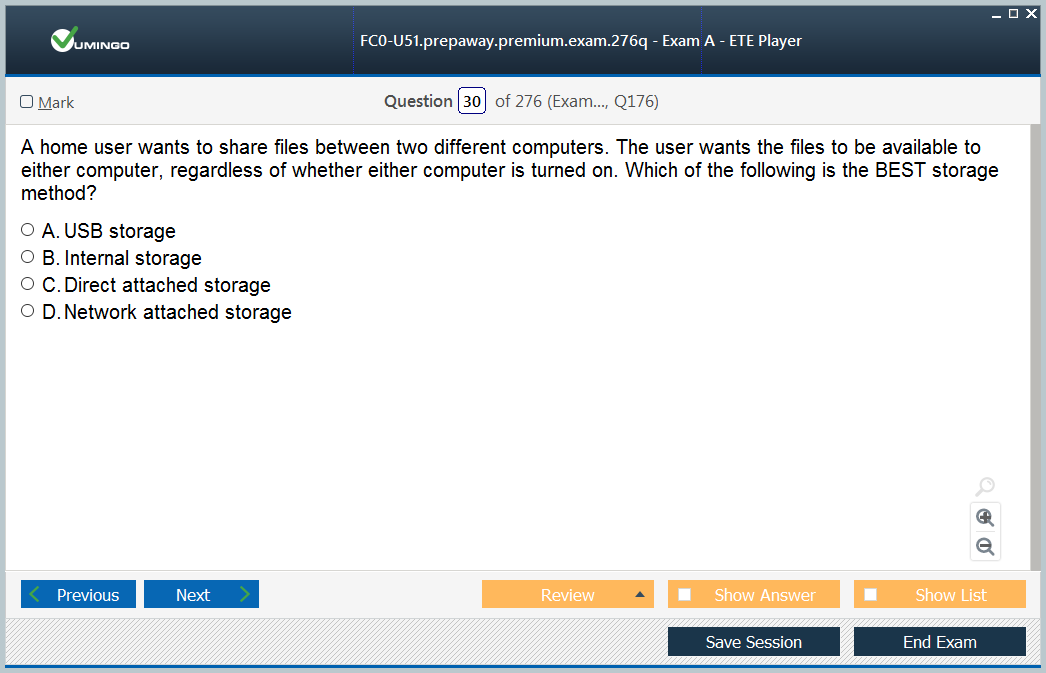 VUMINGO
FC0-U51.prepaway.premium.exam.276q - Exam A - ETE Player
Mark
Question 30 of 276 (Exam..., Q176)
A home user wants to share files between two different computers. The user wants the files to be available to
either computer, regardless of whether either computer is turned on. Which of the following is the BEST storage
method?
A. USB storage
B. Internal storage
C. Direct attached storage
D. Network attached storage
Previous
Next
Review
Show Answer
Show List
Save Session
End Exam